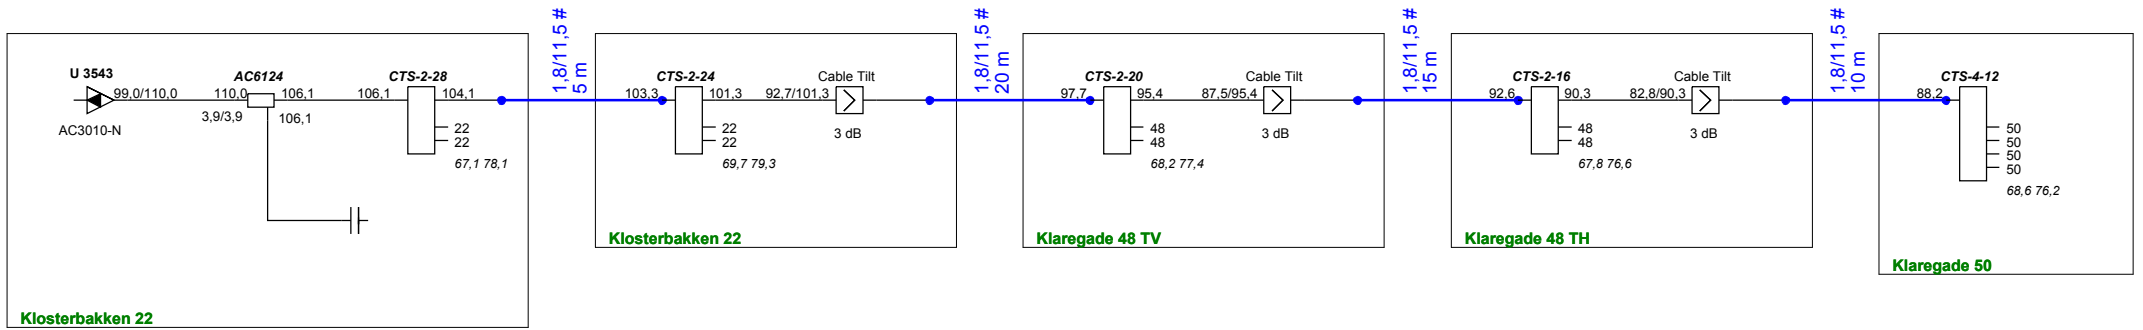 U 3543
99,0/110,0
AC3010-N
AC6124
110,0
106,1
3,9/3,9
106,1
CTS-2-28
106,1
104,1
22
22
67,1 78,1
Klosterbakken 22
1,8/11,5 #
5 m
CTS-2-24
103,3
101,3
22
22
69,7 79,3
Cable Tilt
92,7/101,3
3 dB
Klosterbakken 22
1,8/11,5 #
20 m
CTS-2-20
97,7
95,4
48
48
68,2 77,4
Cable Tilt
87,5/95,4
3 dB
Klaregade 48 TV
1,8/11,5 #
15 m
CTS-2-16
92,6
90,3
48
48
67,8 76,6
Cable Tilt
82,8/90,3
3 dB
Klaregade 48 TH
1,8/11,5 #
10 m
CTS-4-12
88,2
50
50
50
50
68,6 76,2
Klaregade 50